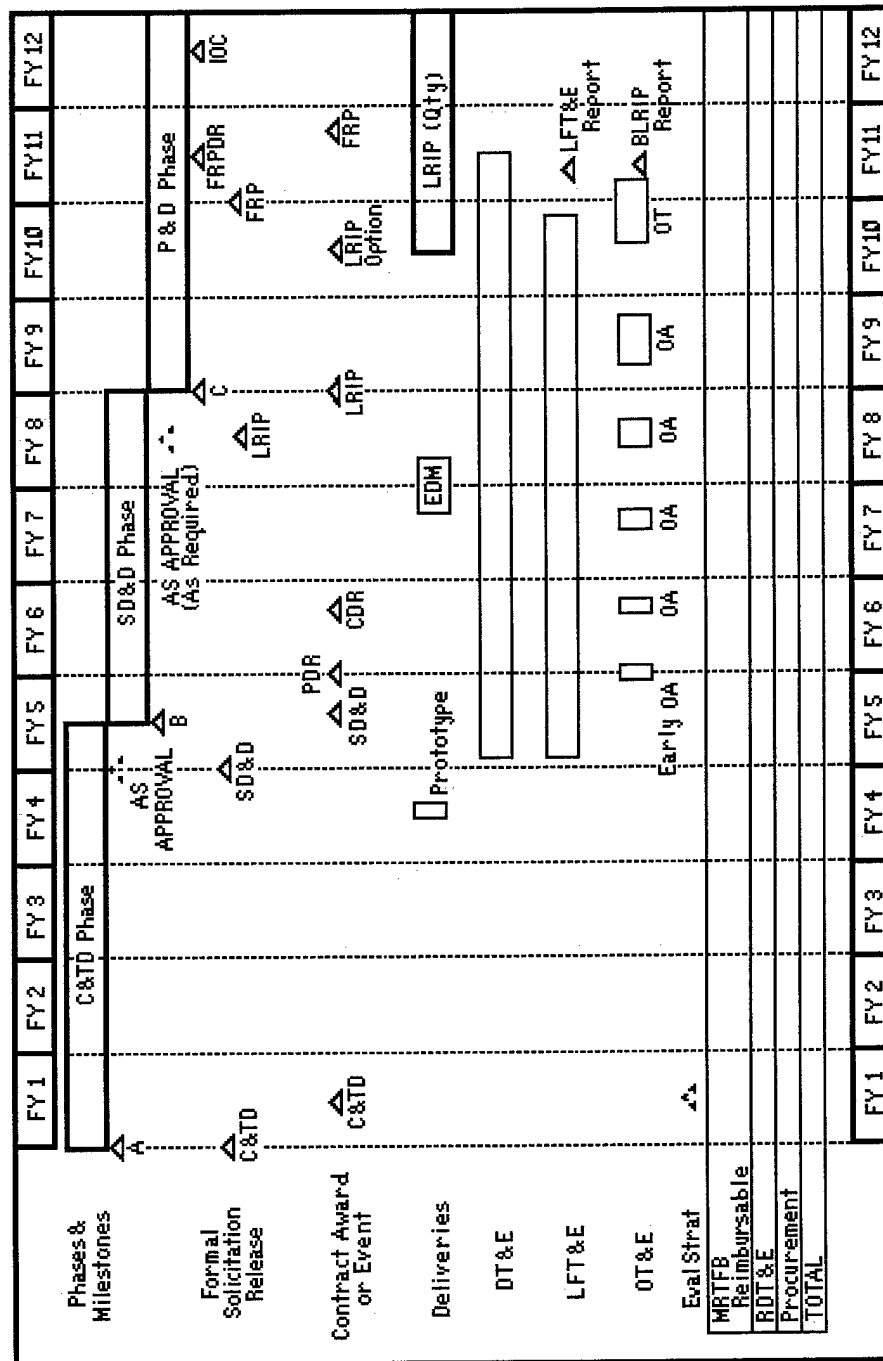 FY 1 FY 2 FY 3 FY 4 FY 5 FY 6 FY 7 FY 8 FY 9 FY10 FY11 FY12
Phases &
Milestones
C&TD Phase
SD&D Phase
P&D Phase
A
AS
APPROVAL
B
AS APPROVAL
(As Required)
C
FRPDR
IOC
Formal
Solicitation
Release
C&TD
SD&D
LRIP
FRP
Contract Award
or Event
C&TD
SD&D
PDR
CDR
LRIP
LRIP
Option
FRP
Deliveries
Prototype
EDM
LRIP (Qty)
DT&E
LFT&E
LFT&E
Report
OT&E
Early OA
OA
OA
OA
OA
OT
BLRIP
Report
Eval Strat
MRTFB
Reimbursable
RDT&E
Procurement
TOTAL
FY 1 FY 2 FY 3 FY 4 FY 5 FY 6 FY 7 FY 8 FY 9 FY10 FY11 FY12